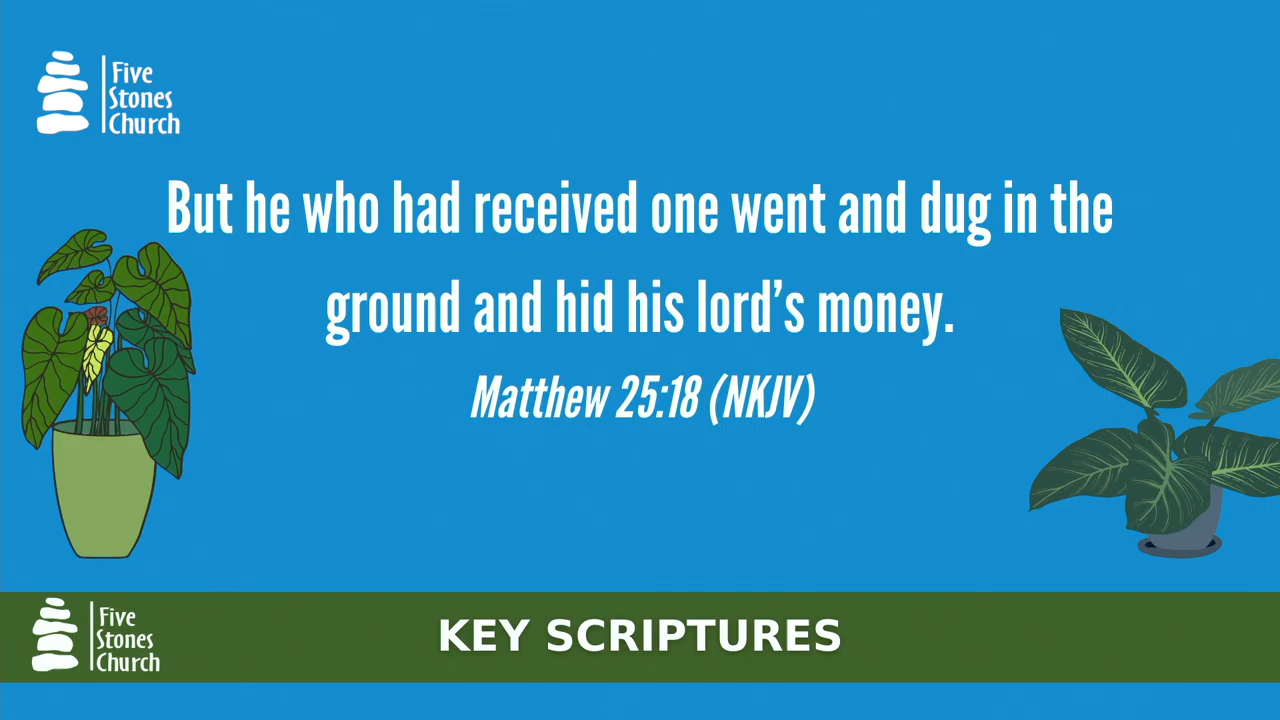 Five
Stones
Church
But he who had received one went and dug in the
ground and hid his lord’s money.
Matthew 25:18 (NKJV)
Five
Stones
Church
KEY SCRIPTURES